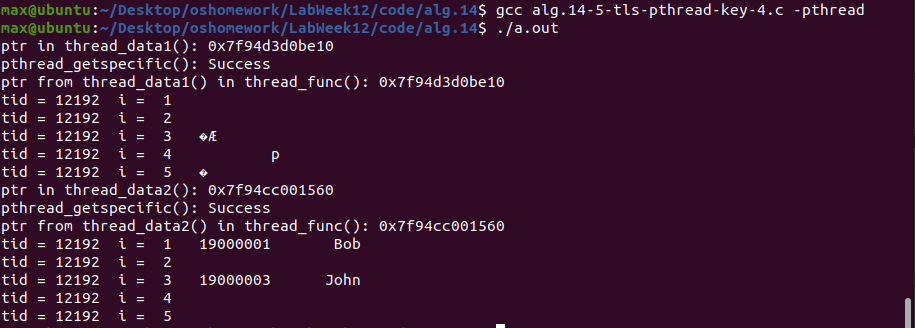 max@ubuntu:~/Desktop/oshomework/LabWeek12/code/alg.14$ gcc alg.14-5-tls-pthread-key-4.c -pthread
max@ubuntu:~/Desktop/oshomework/LabWeek12/code/alg.14$ ./a.out
ptr in thread_data1(): 0x7f94d3d0be10
pthread_getspecific(): Success
ptr from thread_data1() in thread_func(): 0x7f94d3d0be10
tid = 12192  i =  1
tid = 12192  i =  2
tid = 12192  i =  3   �Æ
tid = 12192  i =  4           p
tid = 12192  i =  5   �
ptr in thread_data2(): 0x7f94cc001560
pthread_getspecific(): Success
ptr from thread_data2() in thread_func(): 0x7f94cc001560
tid = 12192  i =  1   19000001       Bob
tid = 12192  i =  2
tid = 12192  i =  3   19000003      John
tid = 12192  i =  4
tid = 12192  i =  5